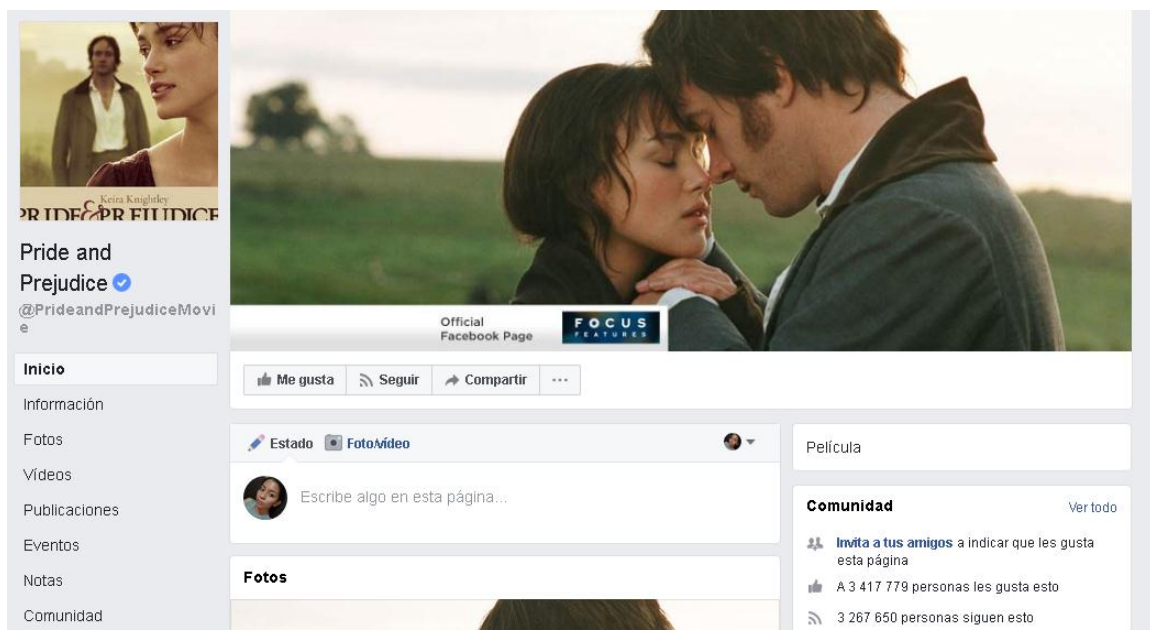 Keira Knightley
PRIDE & PREJUDICE
Pride and
Prejudice
@PrideandPrejudiceMovi
e
Inicio
Información
Fotos
Vídeos
Publicaciones
Eventos
Notas
Comunidad
Official
Facebook Page
FOCUS
FEATURES
Me gusta
Seguir
Compartir
...
Estado
Foto/vídeo
Escribe algo en esta página...
Fotos
Película
Comunidad
Ver todo
Invita a tus amigos a indicar que les gusta
esta página
A 3 417 779 personas les gusta esto
3 267 650 personas siguen esto